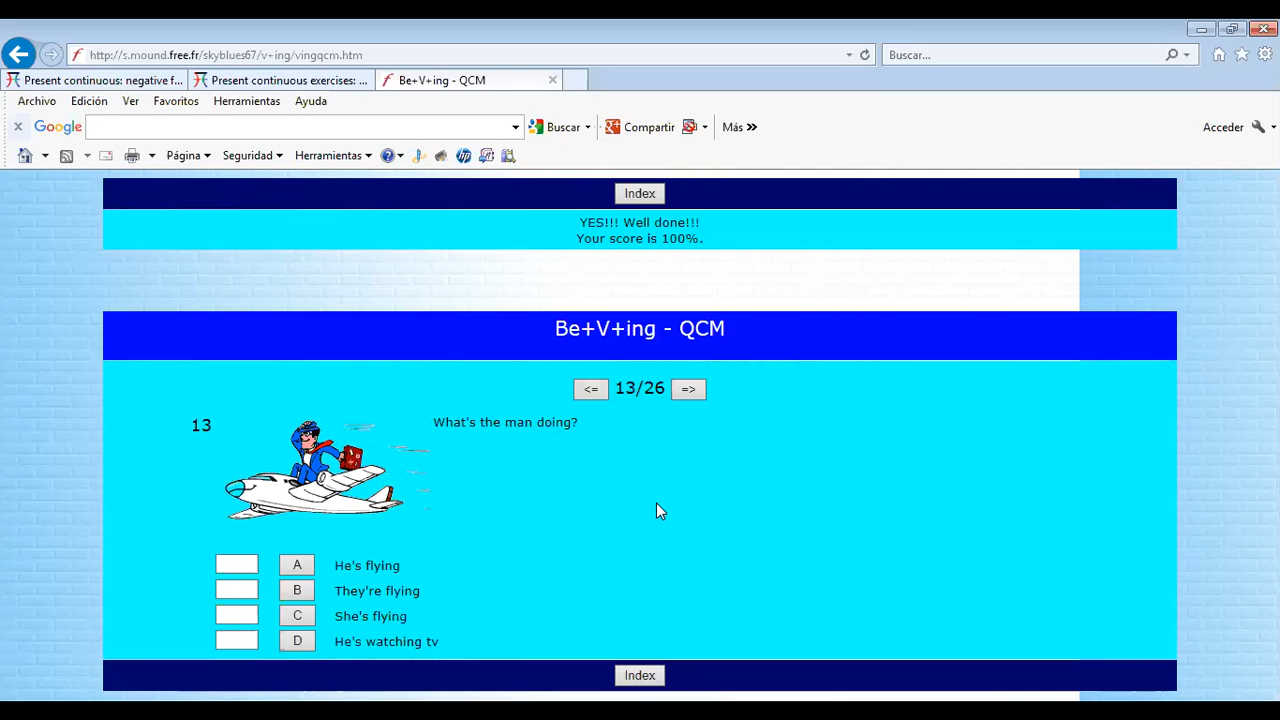 http://s.mound.free.fr/skyblues67/v+ing/vingqcm.htm
Buscar...
Present continuous: negative f...
Present continuous exercises: ...
Be+V+ing - QCM
Archivo Edición Ver Favoritos Herramientas Ayuda
x Google Buscar Compartir Más » Acceder
Página Seguridad Herramientas
Index
YES!!! Well done!!!
Your score is 100%.
Be+V+ing - QCM
<= 13/26 =>
13 What's the man doing?
A He's flying
B They're flying
C She's flying
D He's watching tv
Index